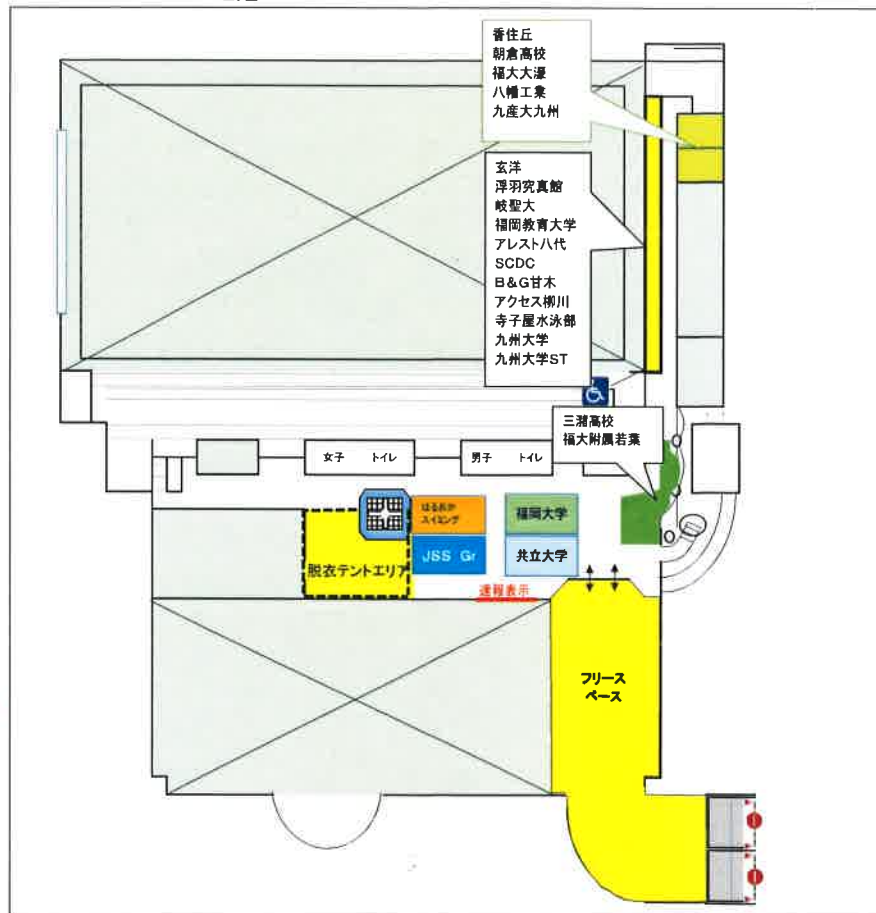 香住丘
朝倉高校
福大大濠
八幡工業
九産大九州
玄洋
浮羽究真館
岐聖大
福岡教育大学
アレスト八代
SCDC
B&G甘木
アクセス柳川
寺子屋水泳部
九州大学
九州大学ST
三潴高校
福大附属若葉
女子 トイレ
男子 トイレ
はるおか
スイミング
福岡大学
JSS Gr
共立大学
脱衣テントエリア
速報表示
フリース
ペース